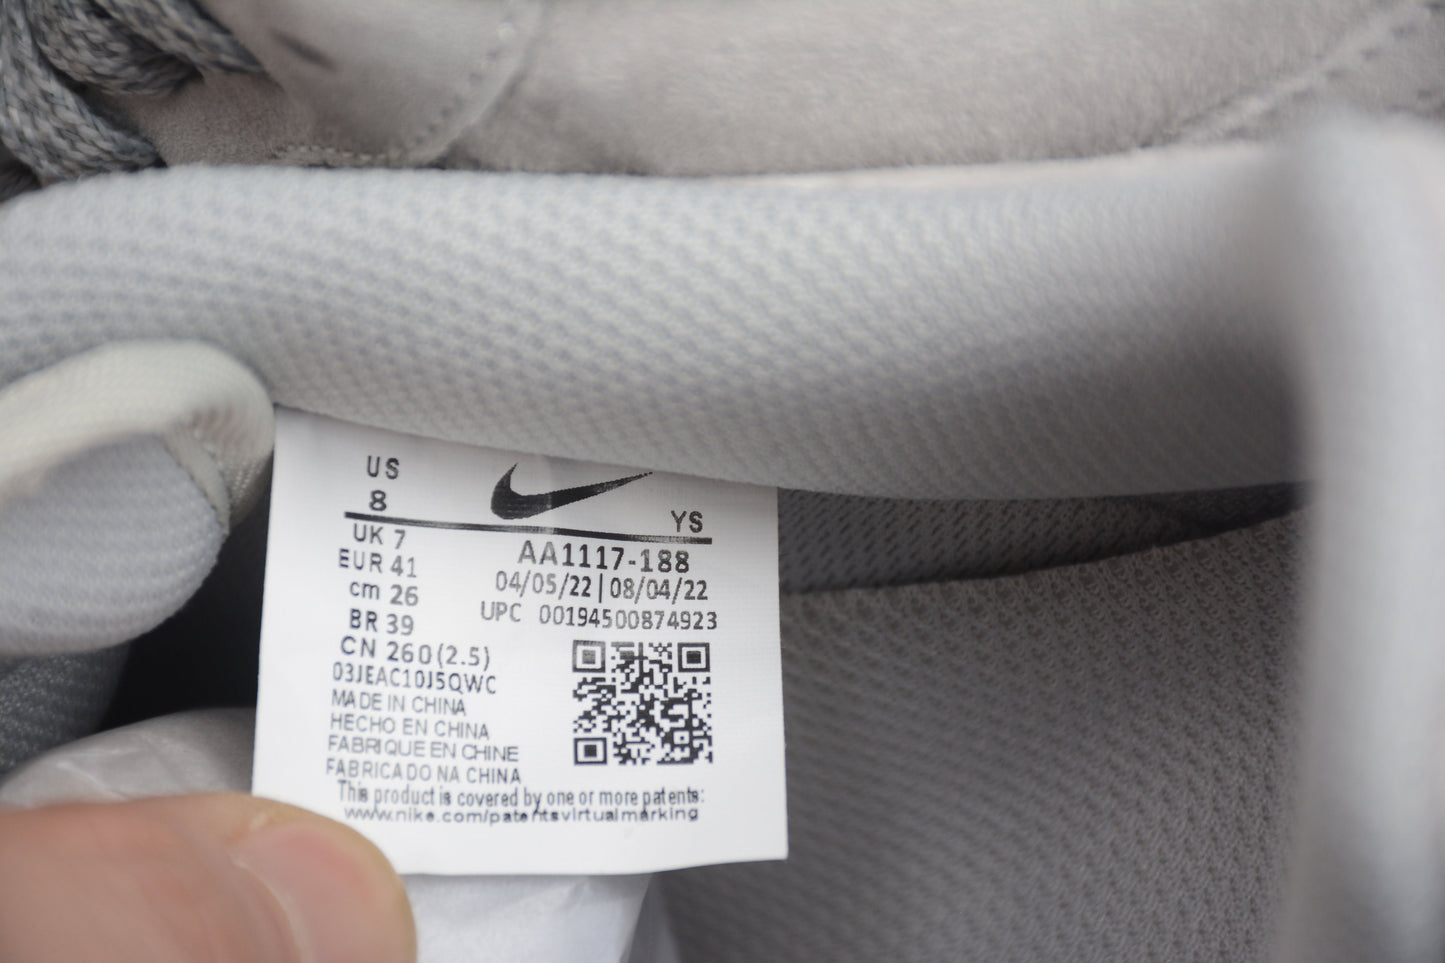 US
8
YS
UK 7
AA1117-188
EUR 41
04/05/22|08/04/22
cm 26
UPC 00194500874923
BR 39
CN 260(2.5)
03JEAC10J5QWC
MADE IN CHINA
HECHO EN CHINA
FABRIQUE EN CHINE
FABRICADO NA CHINA
This product is covered by one or more patents:
www.nike.com/patentsvirtualmarking